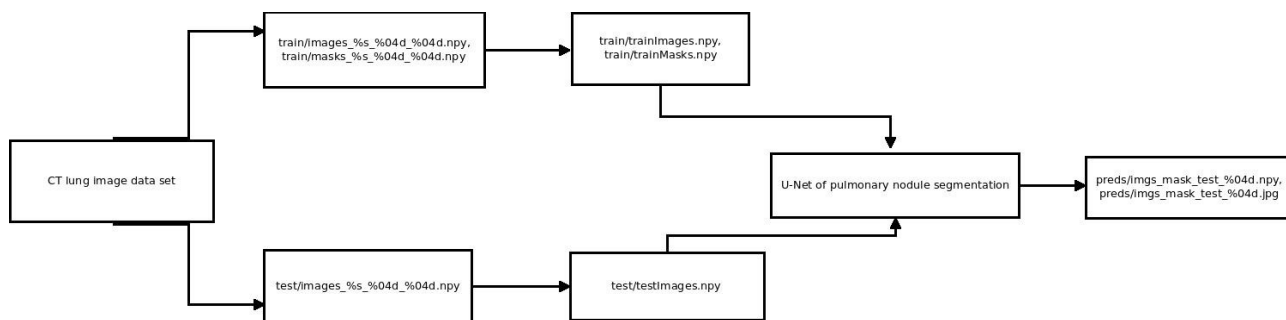 train/images_%s_%04d_%04d.npy,
train/masks_%s_%04d_%04d.npy
train/trainImages.npy,
train/trainMasks.npy
CT lung image data set
U-Net of pulmonary nodule segmentation
preds/imgs_mask_test_%04d.npy,
preds/imgs_mask_test_%04d.jpg
test/images_%s_%04d_%04d.npy
test/testImages.npy